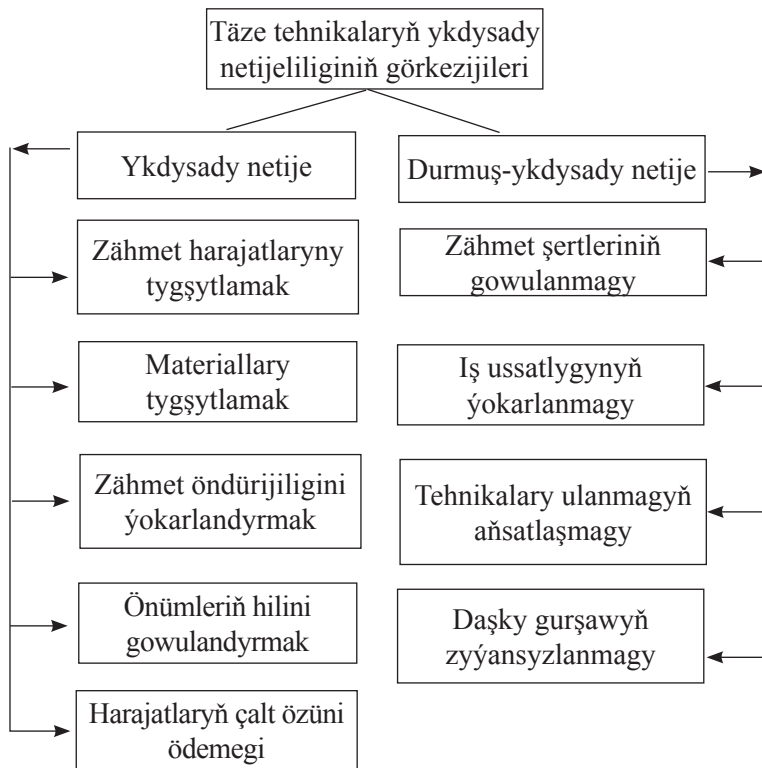 Täze tehnikalaryň ykdysady
netijeliliginiň görkezijileri
Ykdysady netije
Durmuş-ykdysady netije
Zähmet harajatlaryny
tygşytlamak
Zähmet şertleriniň
gowulanmagy
Materiallary
tygşytlamak
Iş ussatlygynyň
ýokarlanmagy
Zähmet öndürijiligini
ýokarlandyrmak
Tehnikalary ulanmagyň
aňsatlaşmagy
Önümleriň hilini
gowulandyrmak
Daşky gurşawyň
zyýansyzlanmagy
Harajatlaryň çalt özüni
ödemegi